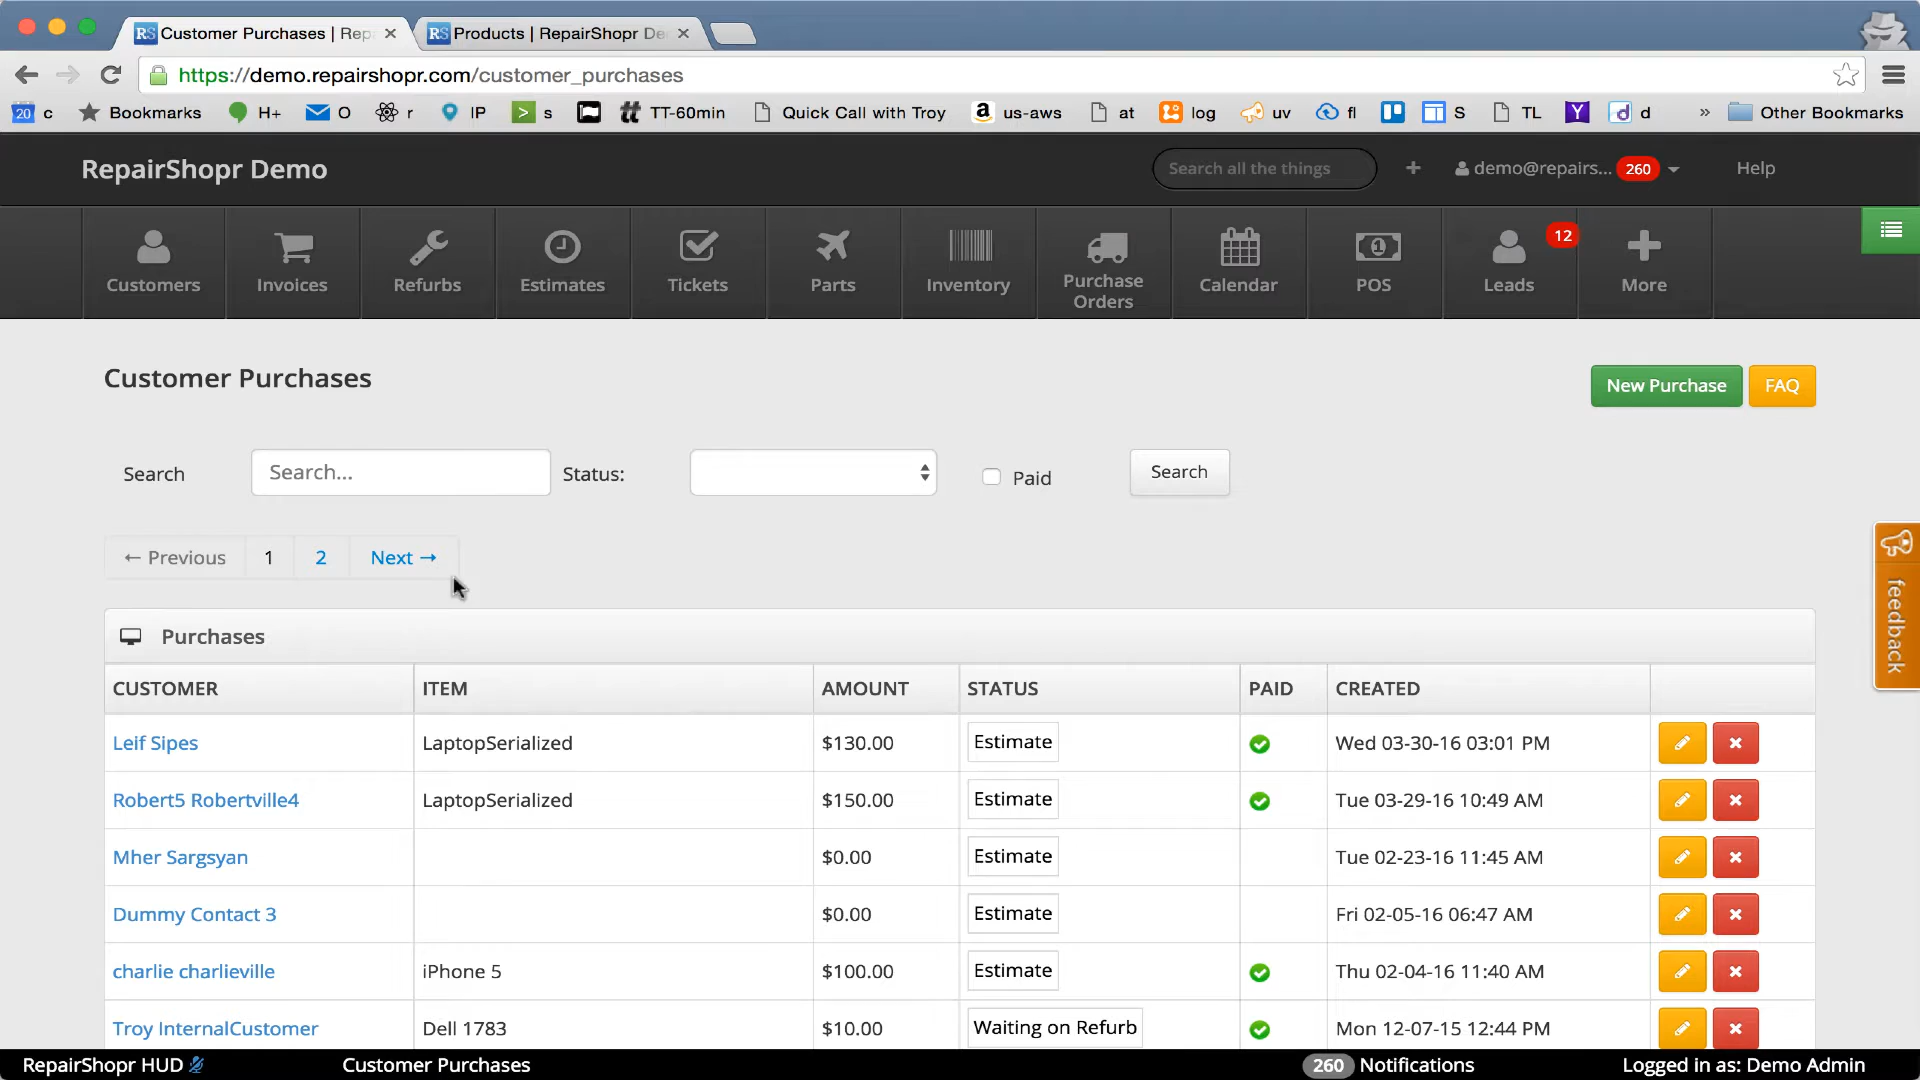 Customer Purchases | Rep
Products | RepairShopr De
https://demo.repairshopr.com/customer_purchases
20 c Bookmarks H+ O r IP > s TT-60min Quick Call with Troy a us-aws at log uv fl S TL Y d d » Other Bookmarks
RepairShopr Demo
Search all the things
demo@repairs... 260
Help
Customers
Invoices
Refurbs
Estimates
Tickets
Parts
Inventory
Purchase
Orders
Calendar
POS
Leads
12
More
Customer Purchases
New Purchase
FAQ
Search
Search...
Status:
Paid
Search
← Previous 1 2 Next →
feedback
Purchases
CUSTOMER ITEM AMOUNT STATUS PAID CREATED
Leif Sipes LaptopSerialized $130.00 Estimate Wed 03-30-16 03:01 PM
Robert5 Robertville4 LaptopSerialized $150.00 Estimate Tue 03-29-16 10:49 AM
Mher Sargsyan $0.00 Estimate Tue 02-23-16 11:45 AM
Dummy Contact 3 $0.00 Estimate Fri 02-05-16 06:47 AM
charlie charlieville iPhone 5 $100.00 Estimate Thu 02-04-16 11:40 AM
Troy InternalCustomer Dell 1783 $10.00 Waiting on Refurb Mon 12-07-15 12:44 PM
RepairShopr HUD Customer Purchases 260 Notifications Logged in as: Demo Admin